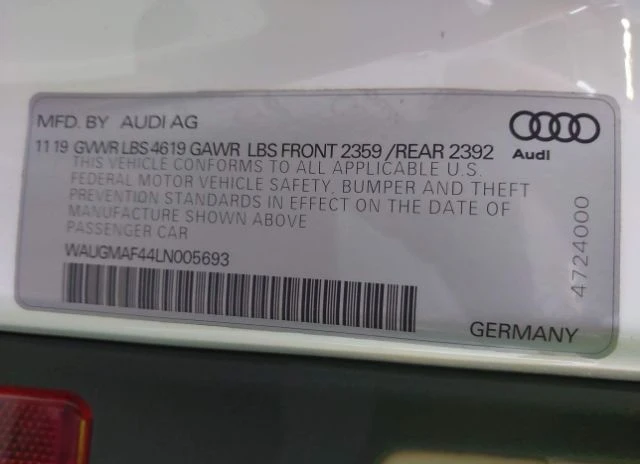 MFD. BY AUDI AG
11 19 GVWR LBS 4619 GAWR LBS FRONT 2359 /REAR 2392
Audi
THIS VEHICLE CONFORMS TO ALL APPLICABLE U.S.
FEDERAL MOTOR VEHICLE SAFETY, BUMPER AND THEFT
PREVENTION STANDARDS IN EFFECT ON THE DATE OF
MANUFACTURE SHOWN ABOVE
PASSENGER CAR
WAUGMAF44LN005693
4724000
GERMANY